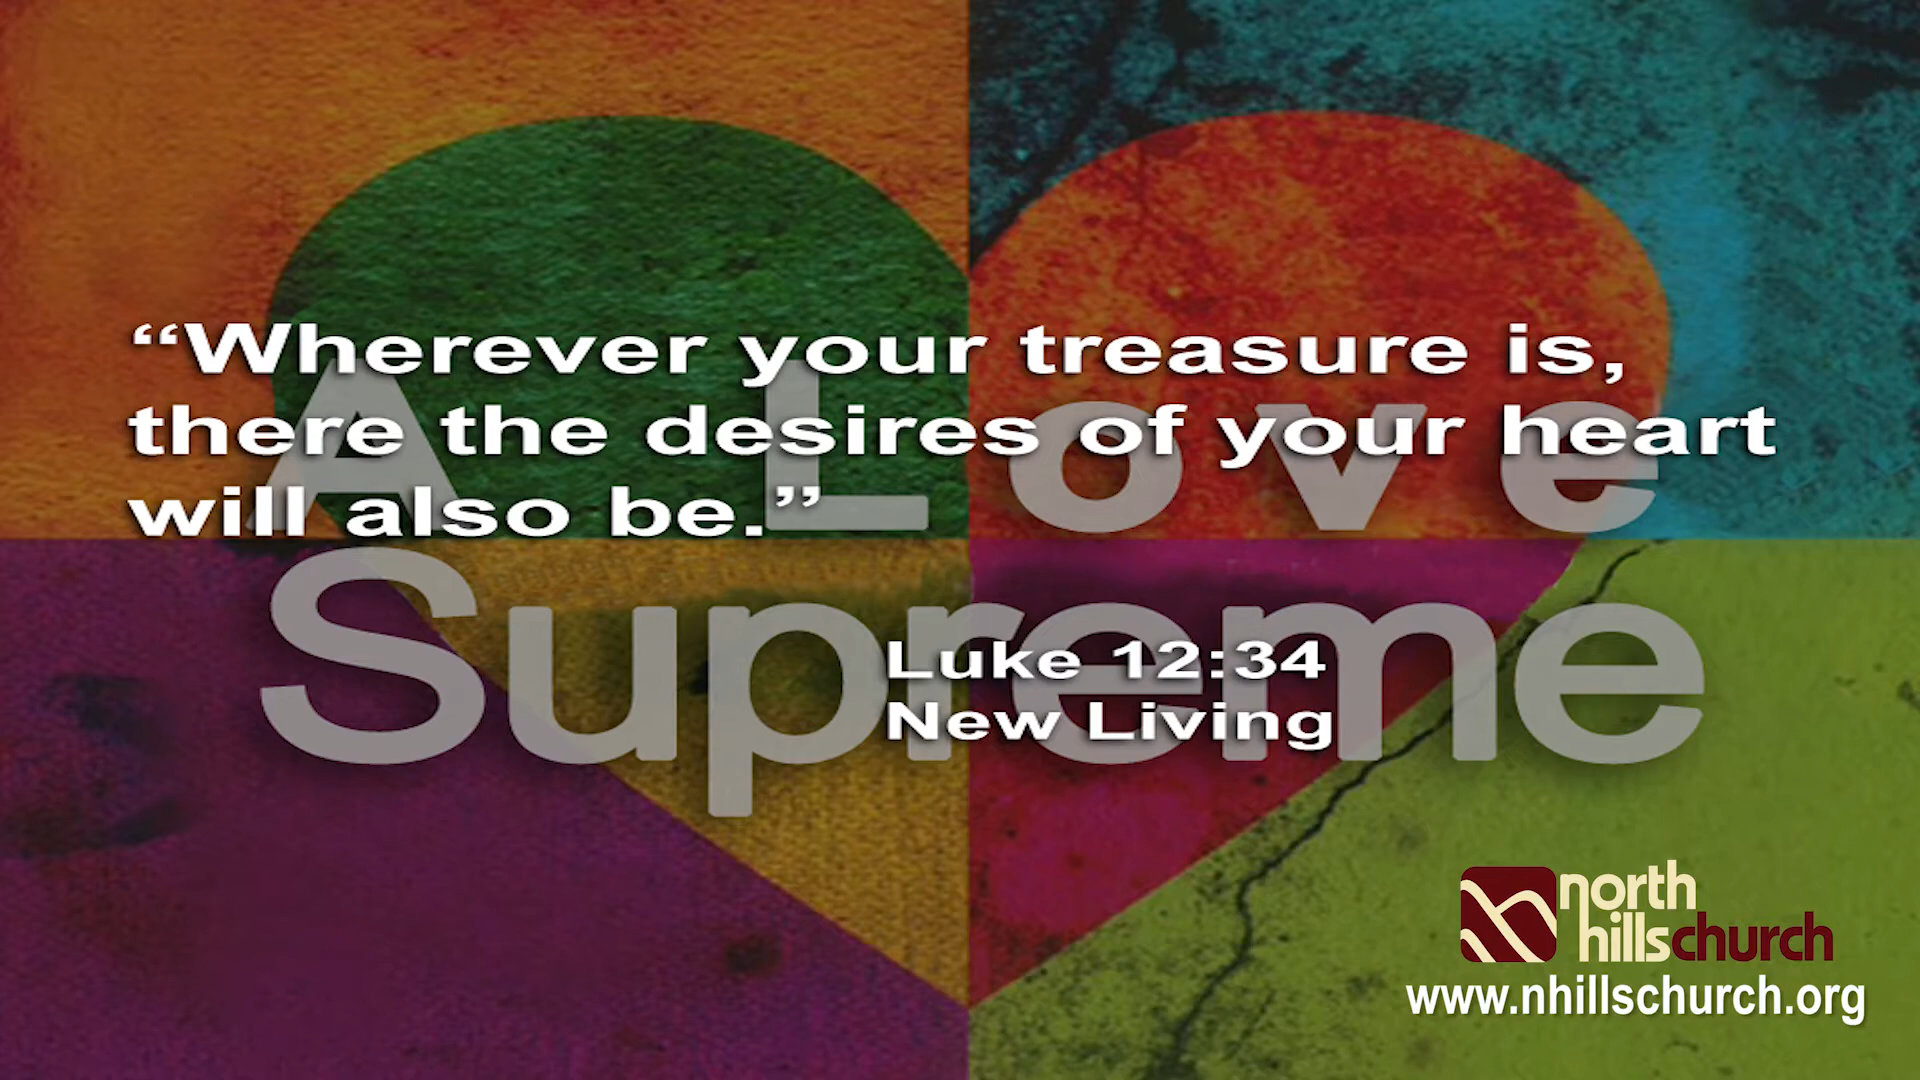 “Wherever your treasure is,
there the desires of your heart
will also be.”
A Love
Supreme
Luke 12:34
New Living
north
hillschurch
www.nhillschurch.org